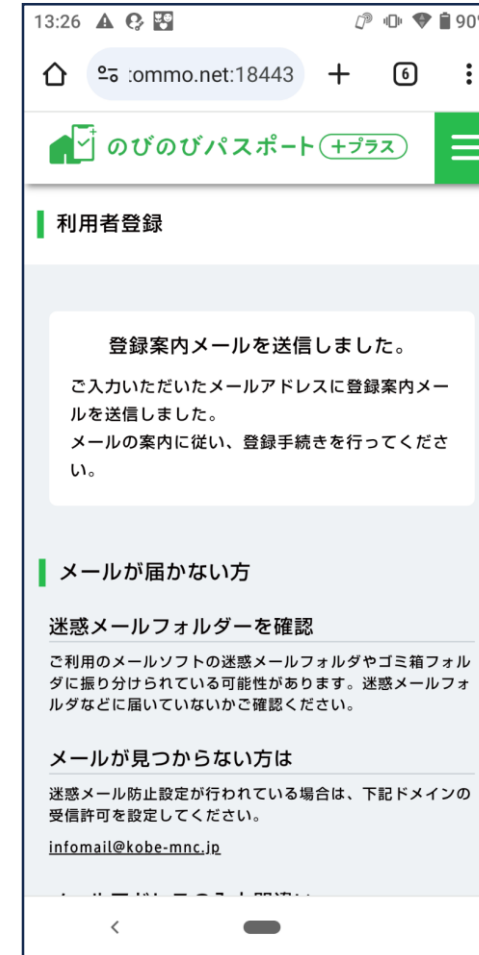 13:26 90
:ommo.net:18443 6
のびのびパスポート +プラス
利用者登録
登録案内メールを送信しました。
ご入力いただいたメールアドレスに登録案内メー
ルを送信しました。
メールの案内に従い、登録手続きを行ってくださ
い。
メールが届かない方
迷惑メールフォルダーを確認
ご利用のメールソフトの迷惑メールフォルダやゴミ箱フォル
ダに振り分けられている可能性があります。迷惑メールフォ
ルダなどに届いていないかご確認ください。
メールが見つからない方は
迷惑メール防止設定が行われている場合は、下記ドメインの
受信許可を設定してください。
infomail@kobe-mnc.jp